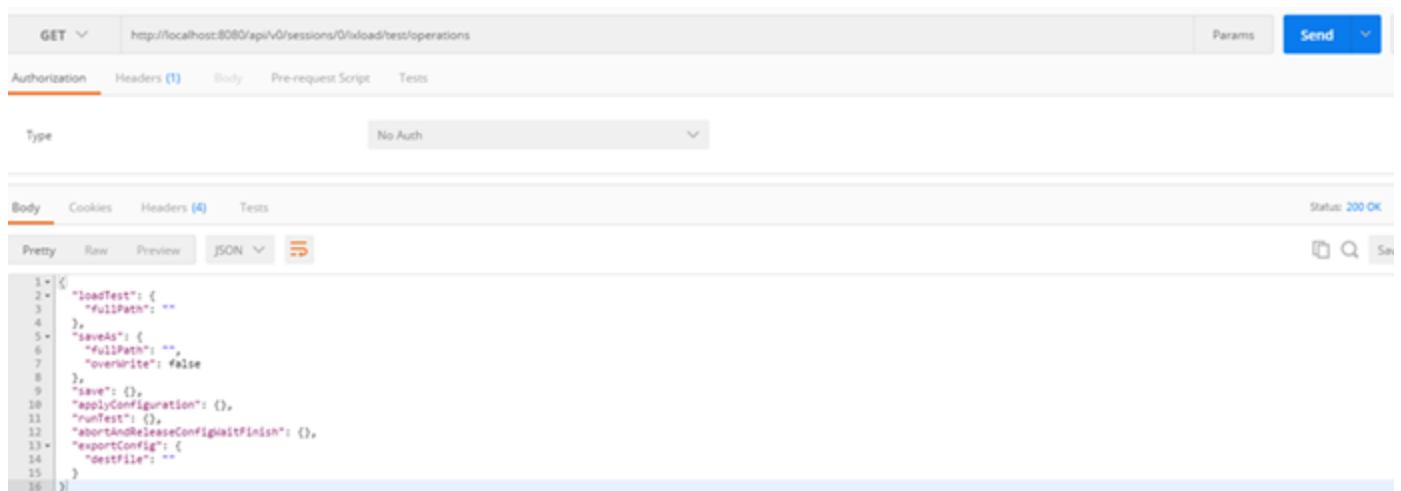 GET http://localhost:8080/api/v0/sessions/0/ixload/test/operations Params Send
Authorization Headers (1) Body Pre-request Script Tests
Type No Auth
Body Cookies Headers (4) Tests Status: 200 OK
Pretty Raw Preview JSON Sav
1 {
2 "loadTest": {
3 "fullPath": ""
4 },
5 "saveAs": {
6 "fullPath": "",
7 "overWrite": false
8 },
9 "save": {},
10 "applyConfiguration": {},
11 "runTest": {},
12 "abortAndReleaseConfigWaitFinish": {},
13 "exportConfig": {
14 "destFile": ""
15 }
16 }